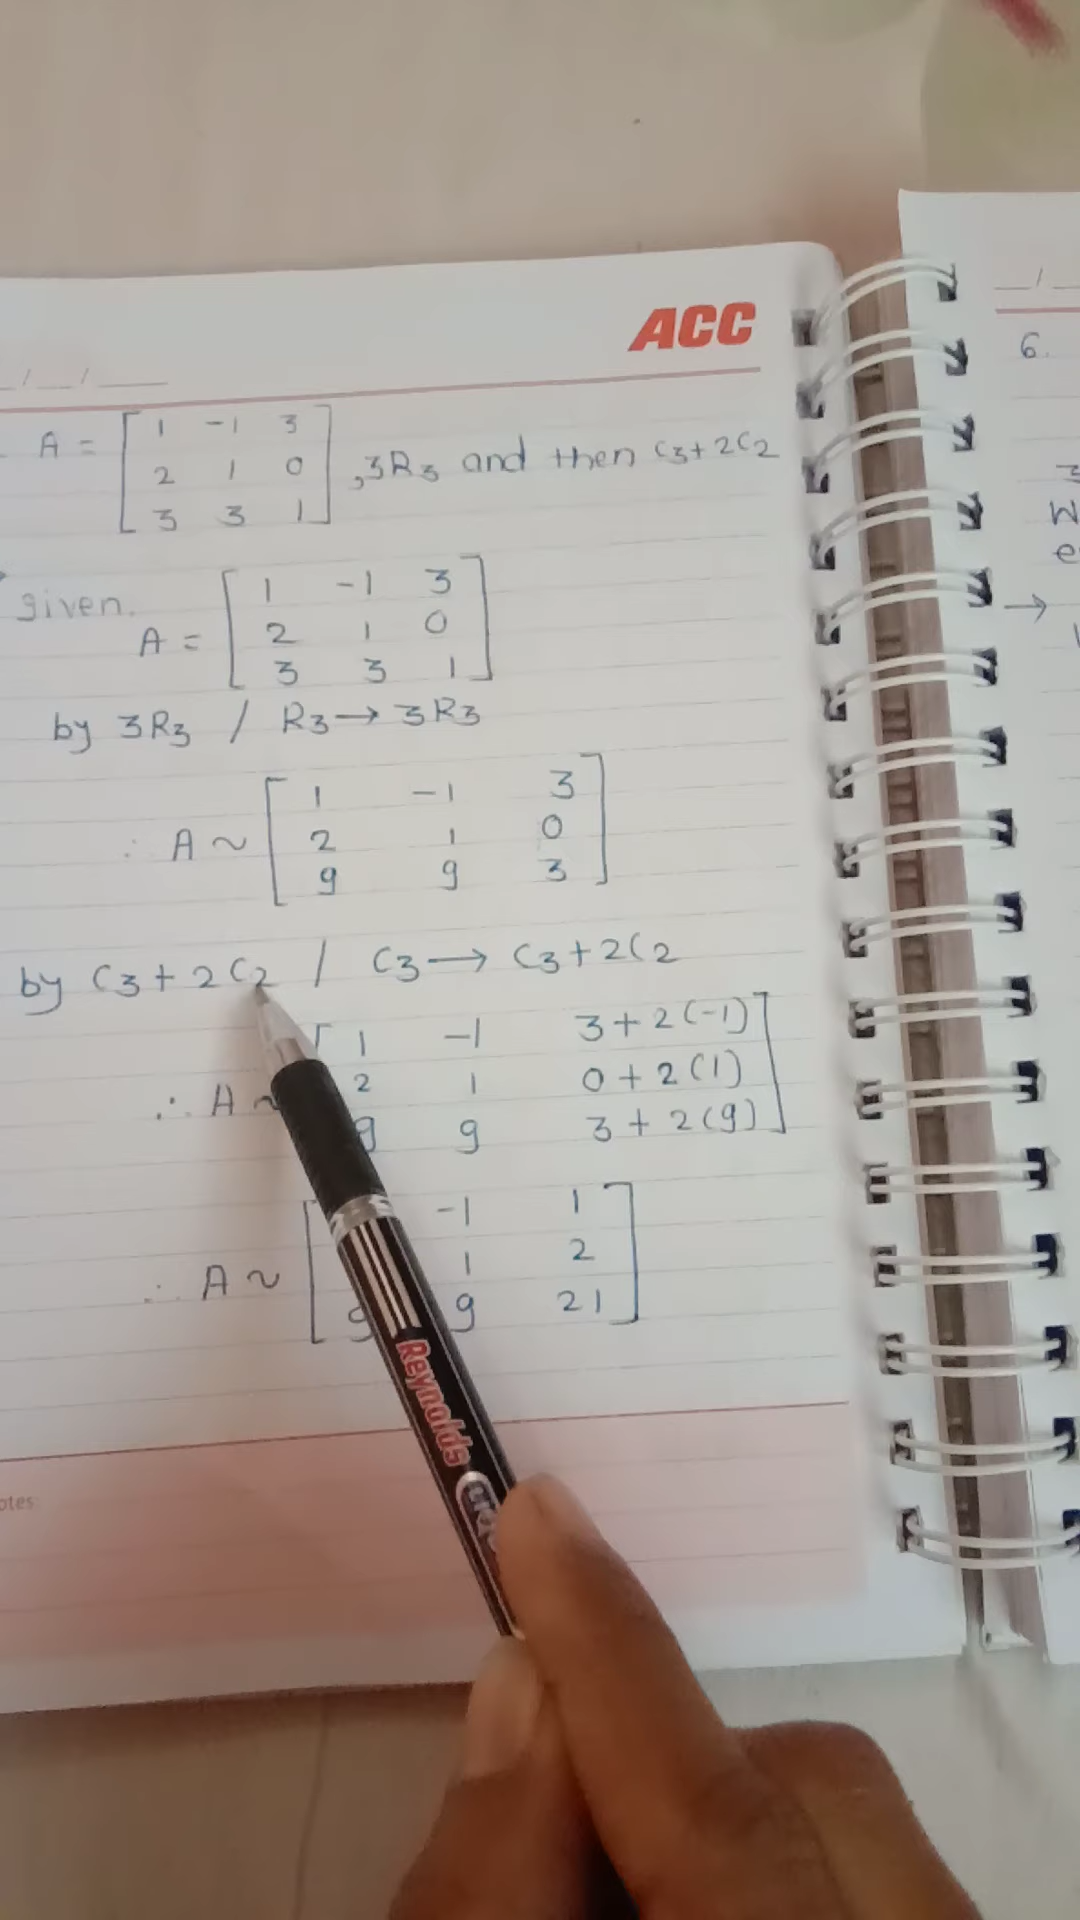 ACC
_/__/___
A = [ 1 -1 3
2 1 0
3 3 1 ] , 3R3 and then C3+2C2
given.
A = [ 1 -1 3
2 1 0
3 3 1 ]
by 3R3 / R3 → 3R3
∴ A ~ [ 1 -1 3
2 1 0
9 9 3 ]
by C3 + 2C2 / C3 → C3 + 2C2
∴ A ~ [ 1 -1 3+2(-1)
2 1 0+2(1)
9 9 3+2(9) ]
∴ A ~ [ -1 1
1 2
9 9 21 ]
Reynolds
6.
→